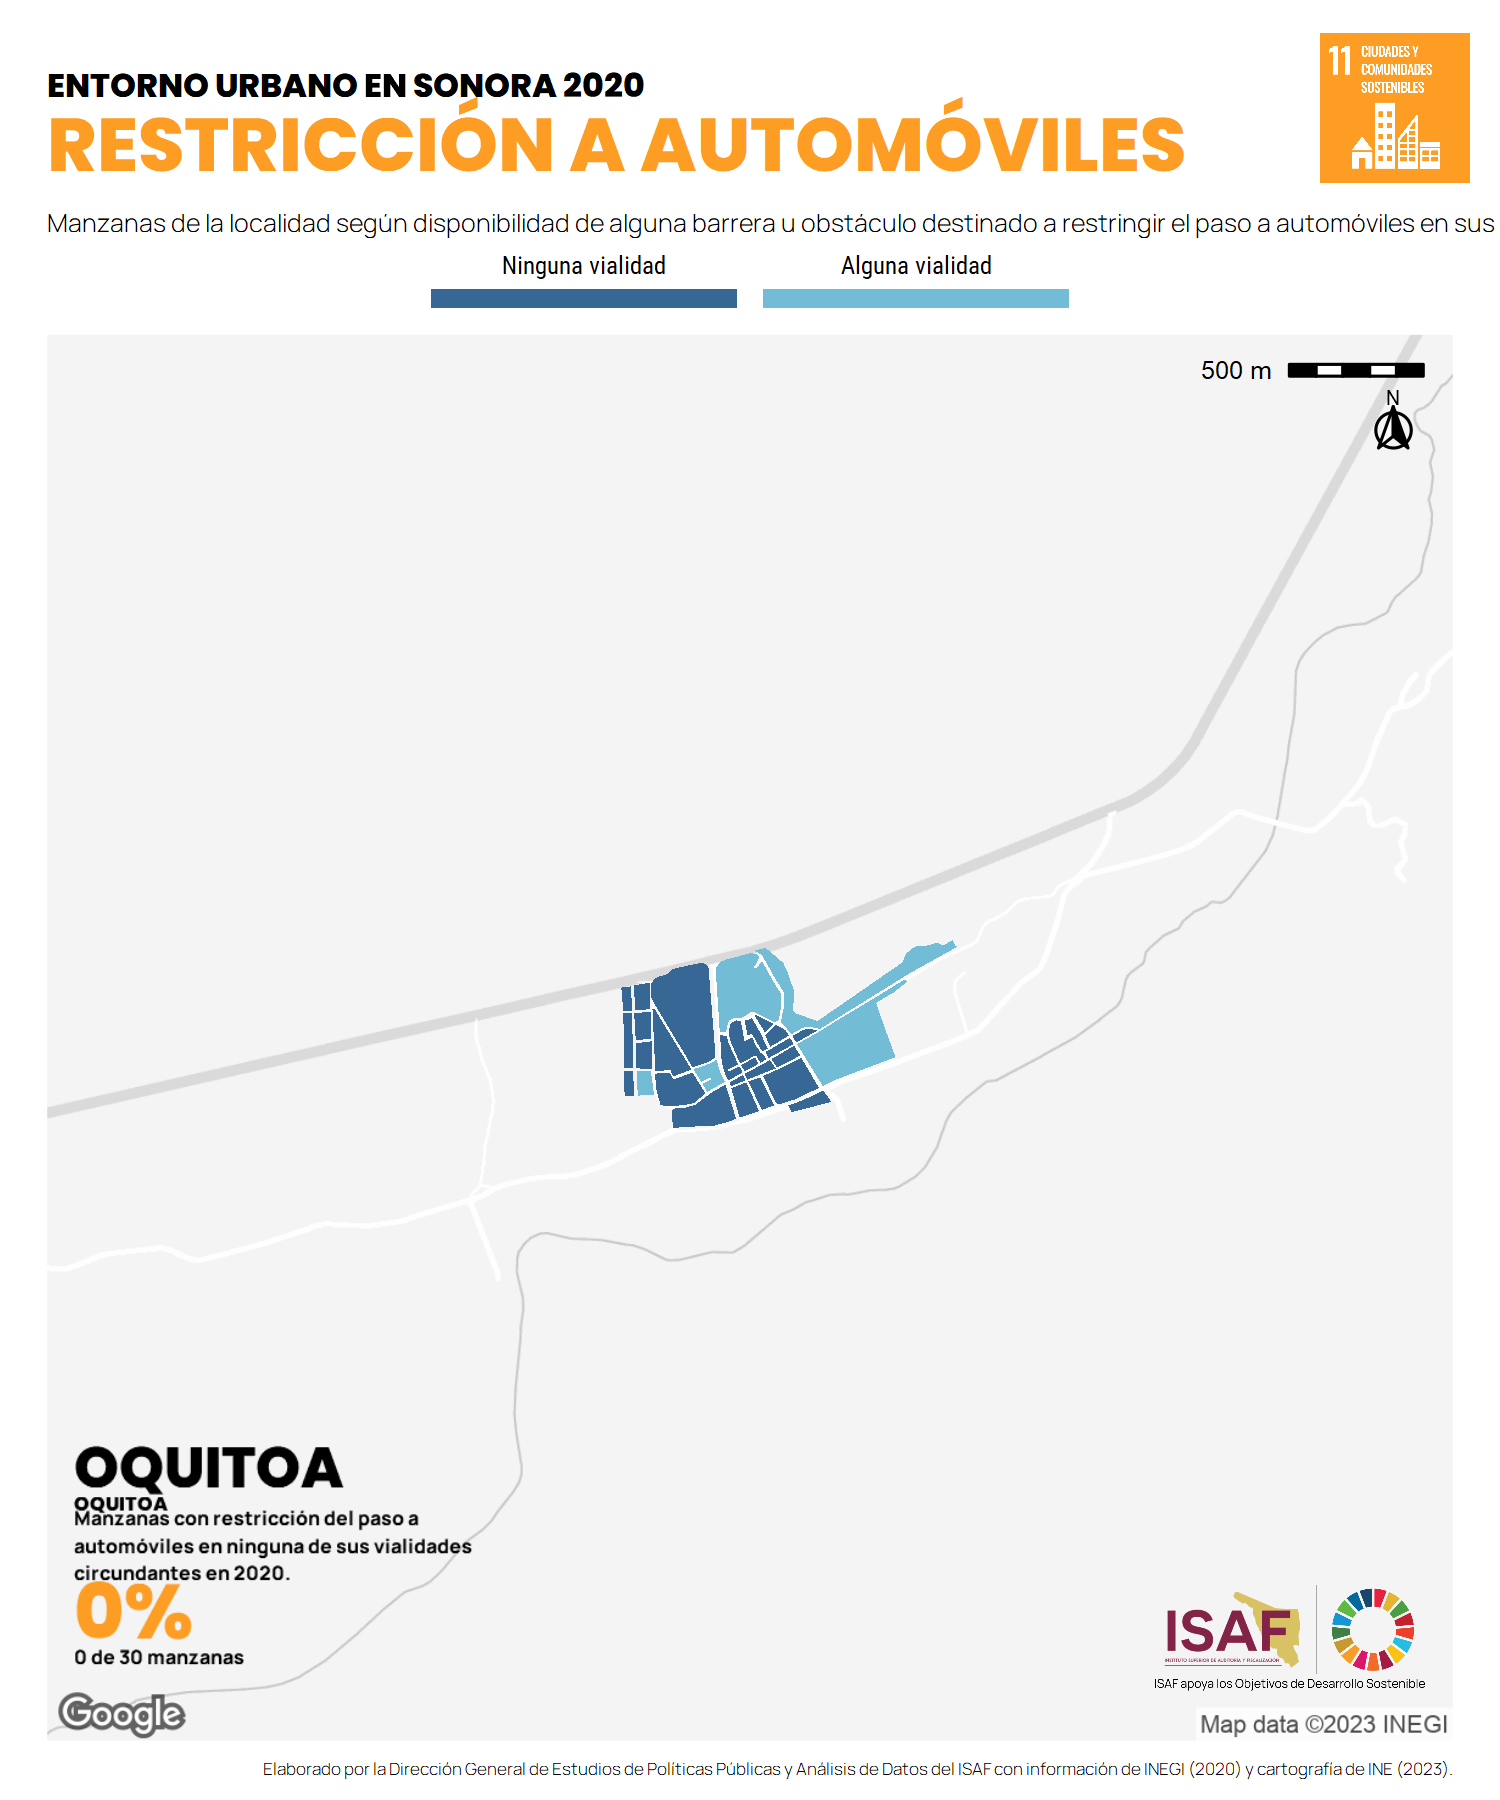 ENTORNO URBANO EN SONORA 2020
RESTRICCIÓN A AUTOMÓVILES
11 CIUDADES Y
COMUNIDADES
SOSTENIBLES
Manzanas de la localidad según disponibilidad de alguna barrera u obstáculo destinado a restringir el paso a automóviles en sus
Ninguna vialidad
Alguna vialidad
500 m
N
OQUITOA
OQUITOA
Manzanas con restricción del paso a
automóviles en ninguna de sus vialidades
circundantes en 2020.
0%
0 de 30 manzanas
ISAF
INSTITUTO SUPERIOR DE AUDITORÍA Y FISCALIZACIÓN
ISAF apoya los Objetivos de Desarrollo Sostenible
Google
Map data ©2023 INEGI
Elaborado por la Dirección General de Estudios de Políticas Públicas y Análisis de Datos del ISAF con información de INEGI (2020) y cartografía de INE (2023).